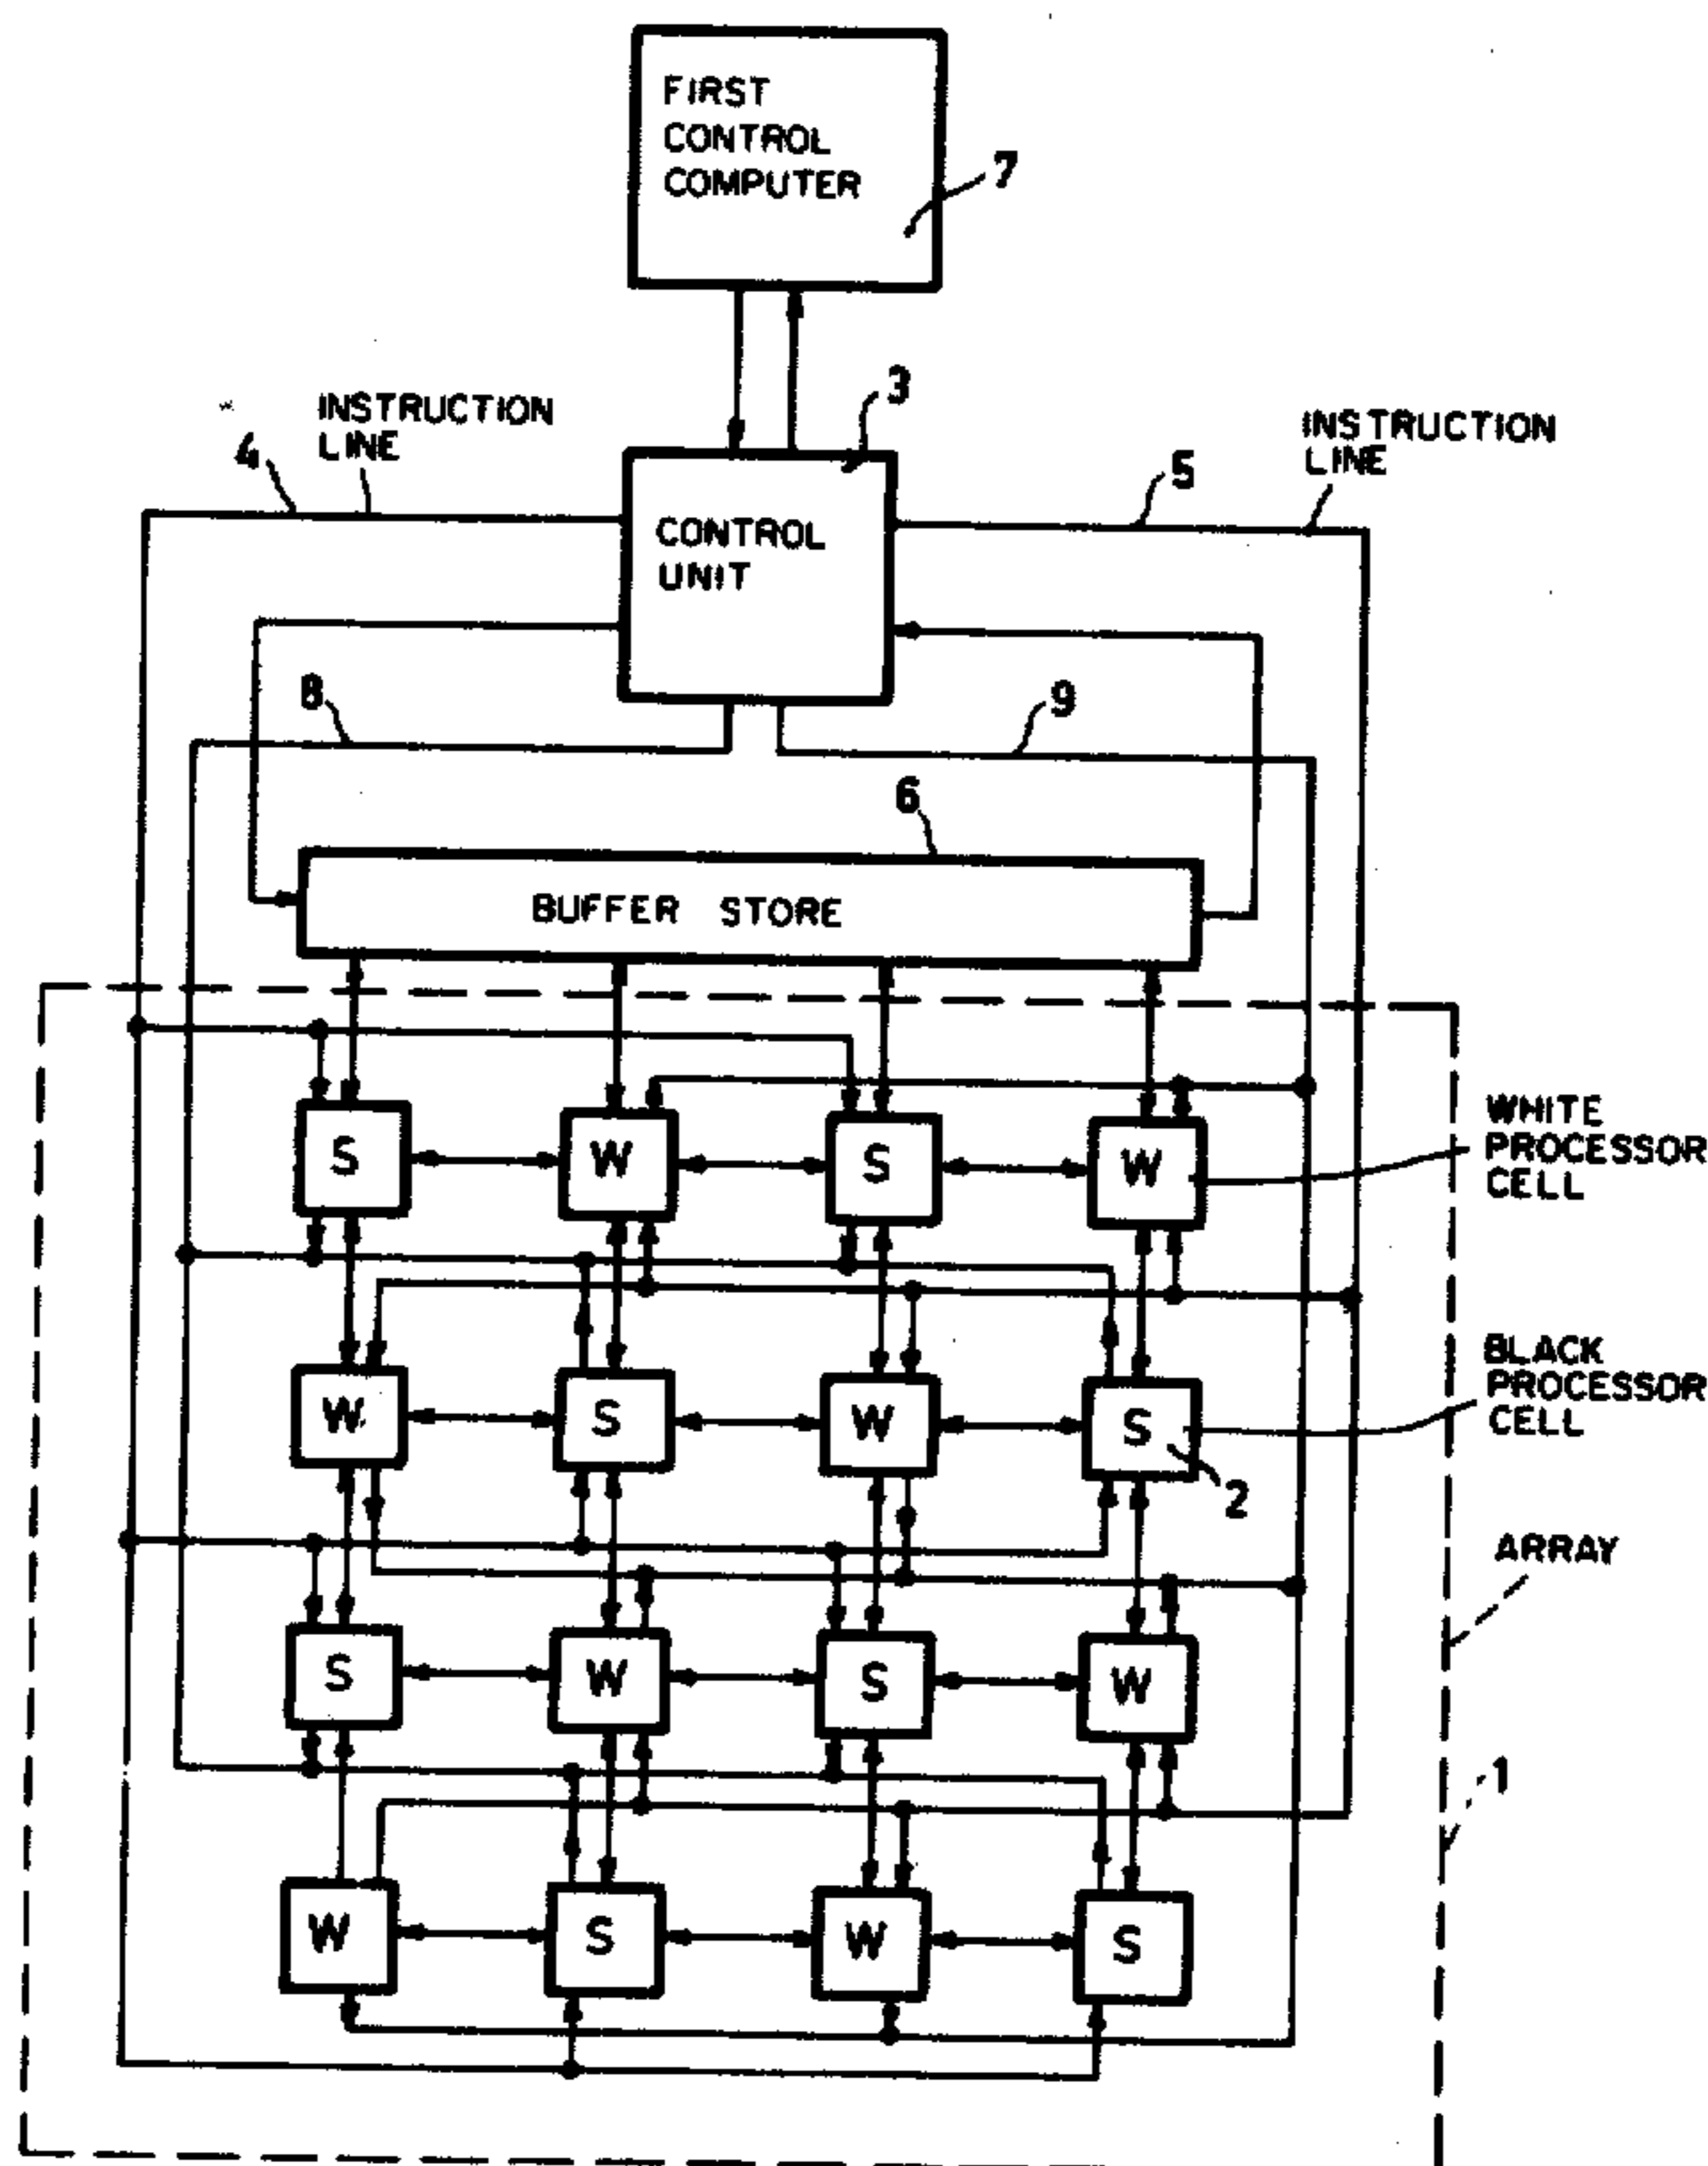 FIRST
CONTROL
COMPUTER
7
3
INSTRUCTION
LINE
4
INSTRUCTION
LINE
5
CONTROL
UNIT
8
9
6
BUFFER STORE
S W S W
WHITE
PROCESSOR
CELL
W S W S
BLACK
PROCESSOR
CELL
2
ARRAY
S W S W
1
W S W S